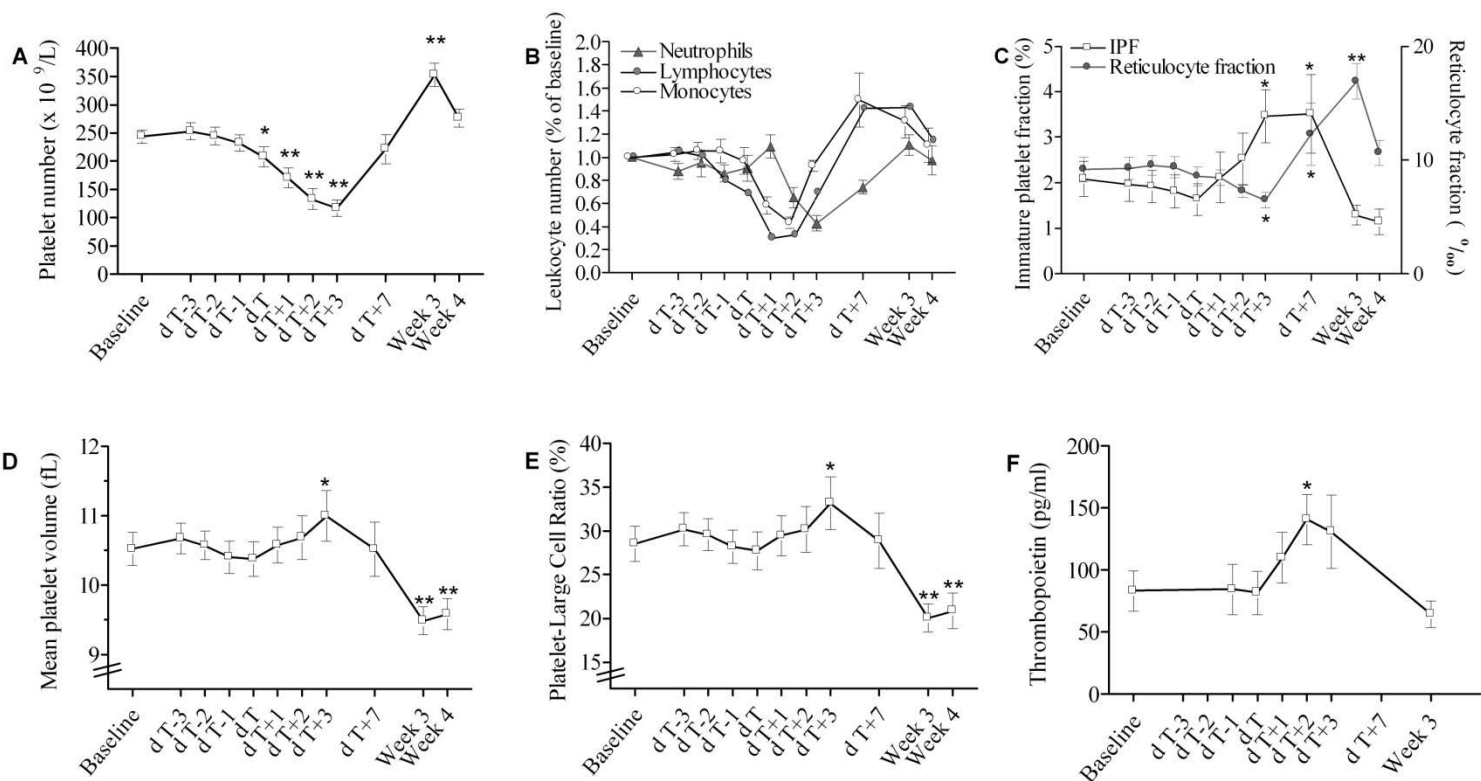 A
Platelet number (x 10 9/L)
400
350
300
250
200
150
100
50
0
*
**
**
**
**
Baseline
d T-3
d T-2
d T-1
d T
d T+1
d T+2
d T+3
d T+7
Week 3
Week 4
B
Leukocyte number (% of baseline)
2.0
1.8
1.6
1.4
1.2
1.0
0.8
0.6
0.4
0.2
0.0
Neutrophils
Lymphocytes
Monocytes
Baseline
d T-3
d T-2
d T-1
d T
d T+1
d T+2
d T+3
d T+7
Week 3
Week 4
C
Immature platelet fraction (%)
5
4
3
2
1
0
IPF
Reticulocyte fraction
*
*
**
*
*
20
10
0
Reticulocyte fraction ( o/oo)
Baseline
d T-3
d T-2
d T-1
d T
d T+1
d T+2
d T+3
d T+7
Week 3
Week 4
D
Mean platelet volume (fL)
12
11
10
9
*
**
**
Baseline
d T-3
d T-2
d T-1
d T
d T+1
d T+2
d T+3
d T+7
Week 3
Week 4
E
Platelet-Large Cell Ratio (%)
40
35
30
25
20
15
*
**
**
Baseline
d T-3
d T-2
d T-1
d T
d T+1
d T+2
d T+3
d T+7
Week 3
Week 4
F
Thrombopoietin (pg/ml)
200
150
100
50
0
*
Baseline
d T-3
d T-2
d T-1
d T
d T+1
d T+2
d T+3
d T+7
Week 3